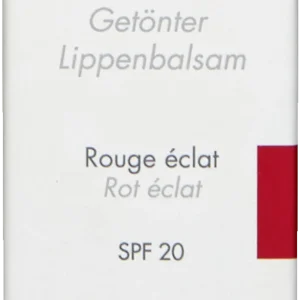 Getönter
Lippenbalsam
Rouge éclat
Rot éclat
SPF 20